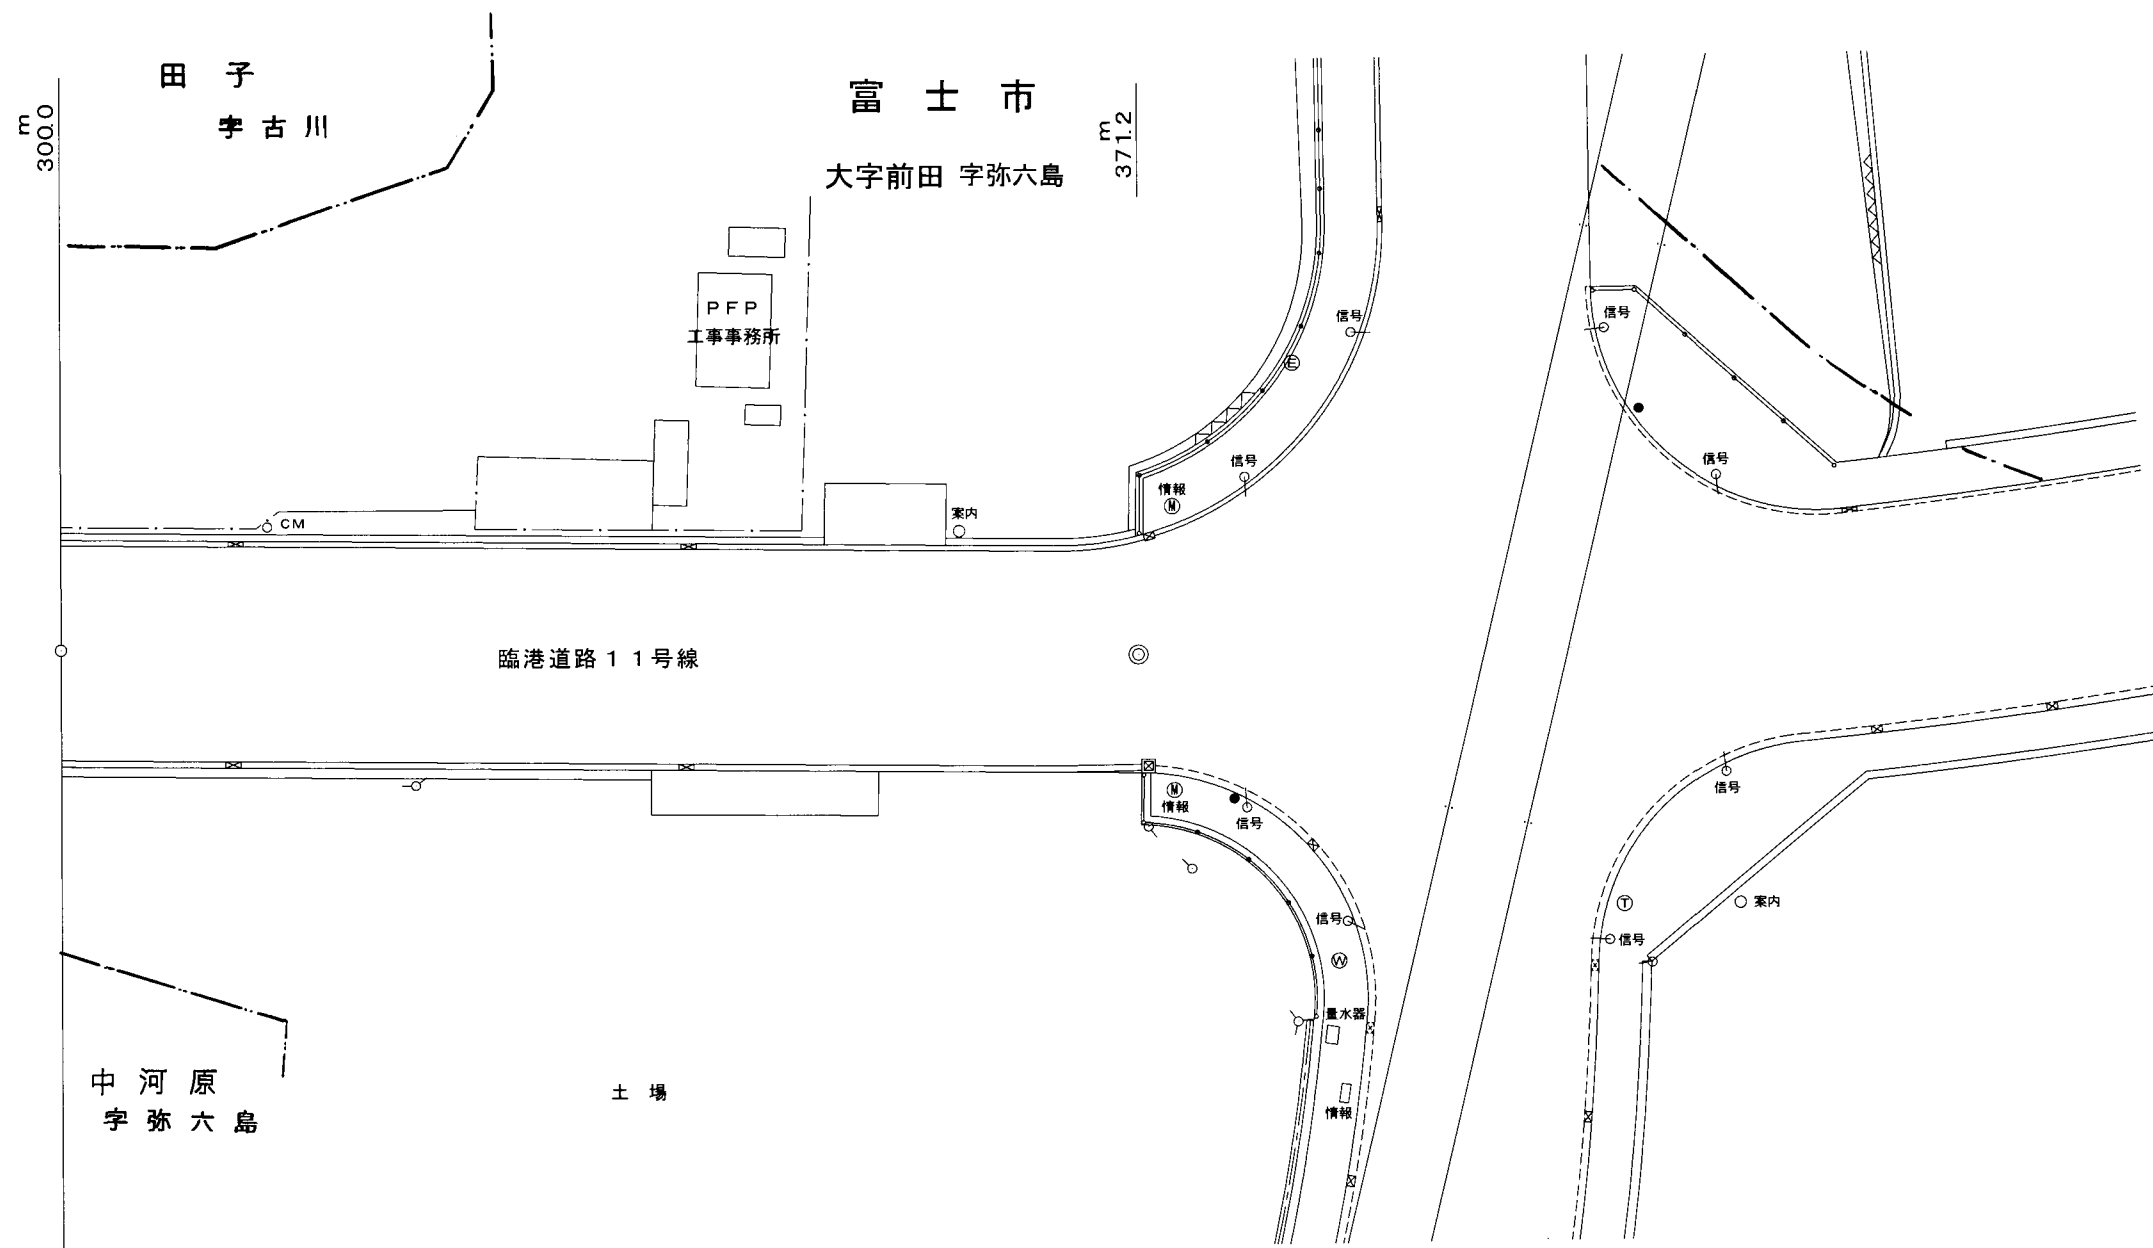 田 子
字 古 川
300.0 m
富 士 市
大字前田 字弥六島
371.2 m
PFP
工事事務所
信号
信号
信号
信号
情報
M
E
CM
案内
臨港道路11号線
M
情報
信号
信号
W
量水器
情報
信号
T
案内
信号
中 河 原
字 弥 六 島
土 場